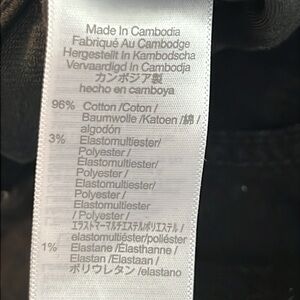 Made In Cambodia
Fabriqué Au Cambodge
Hergestellt In Kambodscha
Vervaardigd In Cambodja
カンボジア製
hecho en camboya
96% Cotton /Coton /
Baumwolle /Katoen /綿 /
algodón
3% Elastomultiester/
Polyester /
Elastomultiester/
Polyester /
Elastomultiester/
Polyester /
Elastomultiester
/ Polyester /
エラストマーマルチエステル/ポリエステル /
elastomultiéster/poliéster
1% Elastane /Élasthanne /
Elastan /Elastaan /
ポリウレタン /elastano